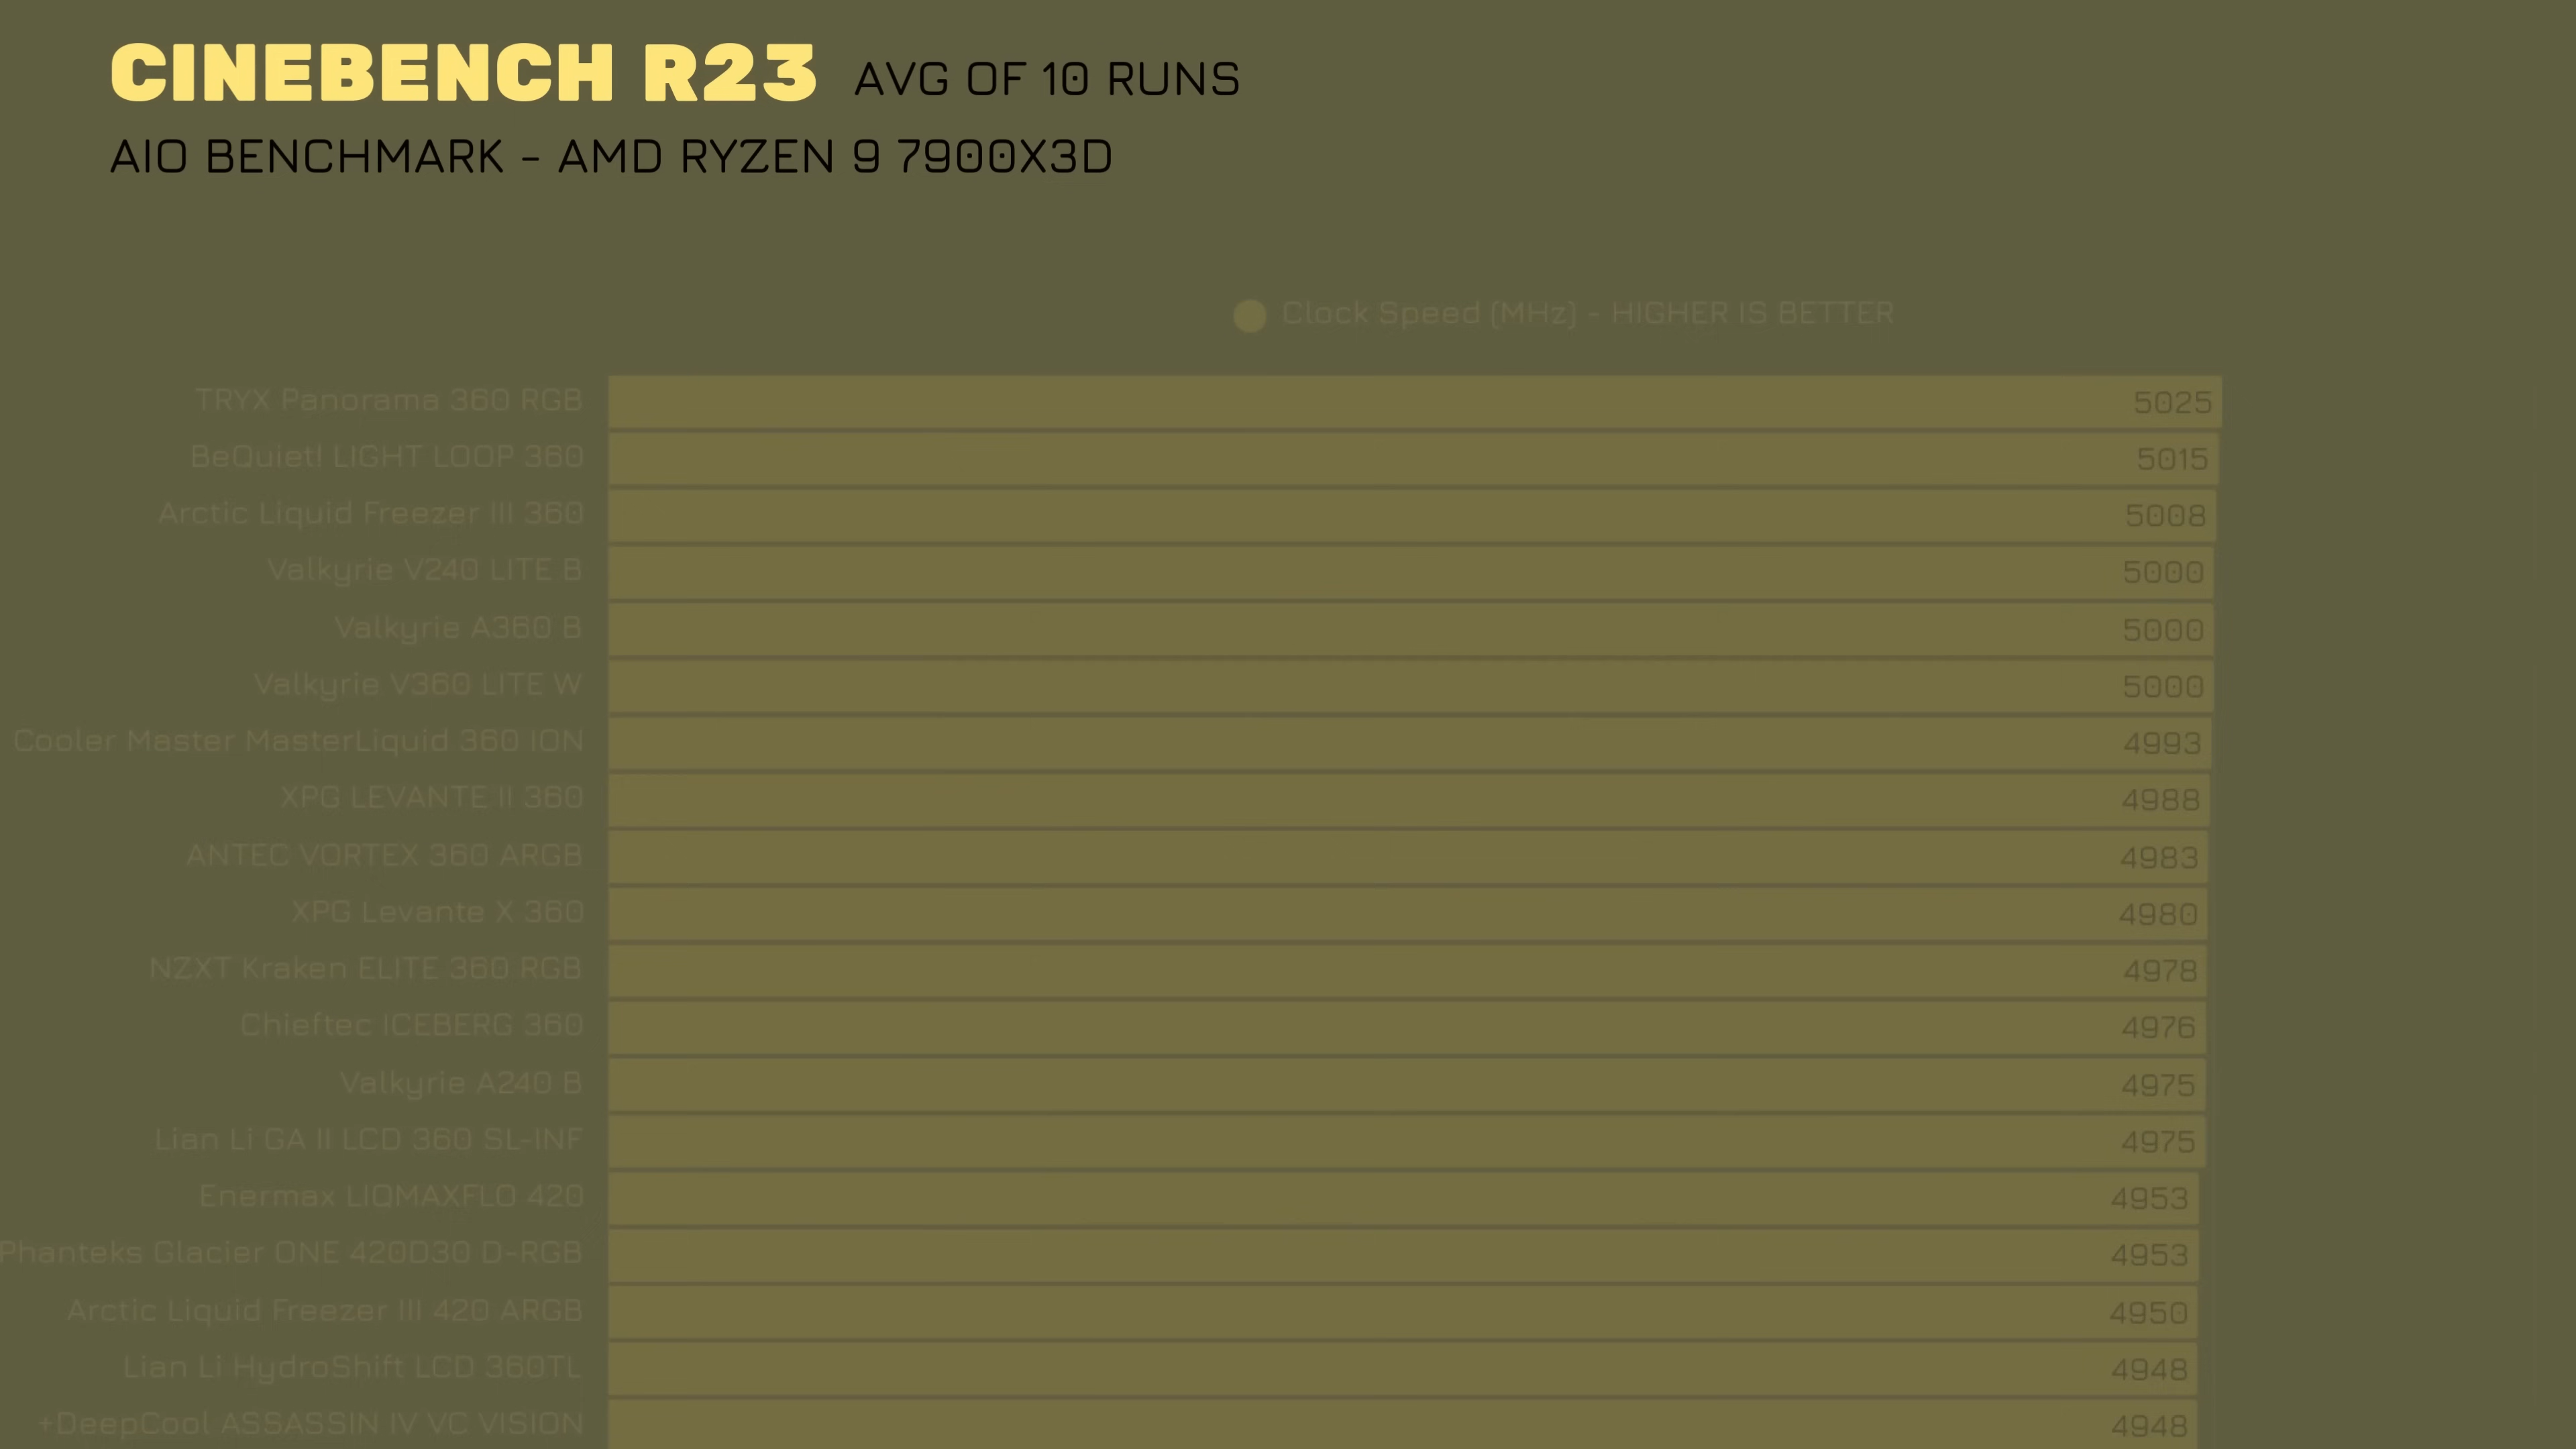 CINEBENCH R23 AVG OF 10 RUNS
AIO BENCHMARK - AMD RYZEN 9 7900X3D
Clock Speed (MHz) - HIGHER IS BETTER
TRYX Panorama 360 RGB 5025
BeQuiet! LIGHT LOOP 360 5015
Arctic Liquid Freezer III 360 5008
Valkyrie V240 LITE B 5000
Valkyrie A360 B 5000
Valkyrie V360 LITE W 5000
Cooler Master MasterLiquid 360 ION 4993
XPG LEVANTE II 360 4988
ANTEC VORTEX 360 ARGB 4983
XPG Levante X 360 4980
NZXT Kraken ELITE 360 RGB 4978
Chieftec ICEBERG 360 4976
Valkyrie A240 B 4975
Lian Li GA II LCD 360 SL-INF 4975
Enermax LIQMAXFLO 420 4953
Phanteks Glacier ONE 420D30 D-RGB 4953
Arctic Liquid Freezer III 420 ARGB 4950
Lian Li HydroShift LCD 360TL 4948
+DeepCool ASSASSIN IV VC VISION 4948